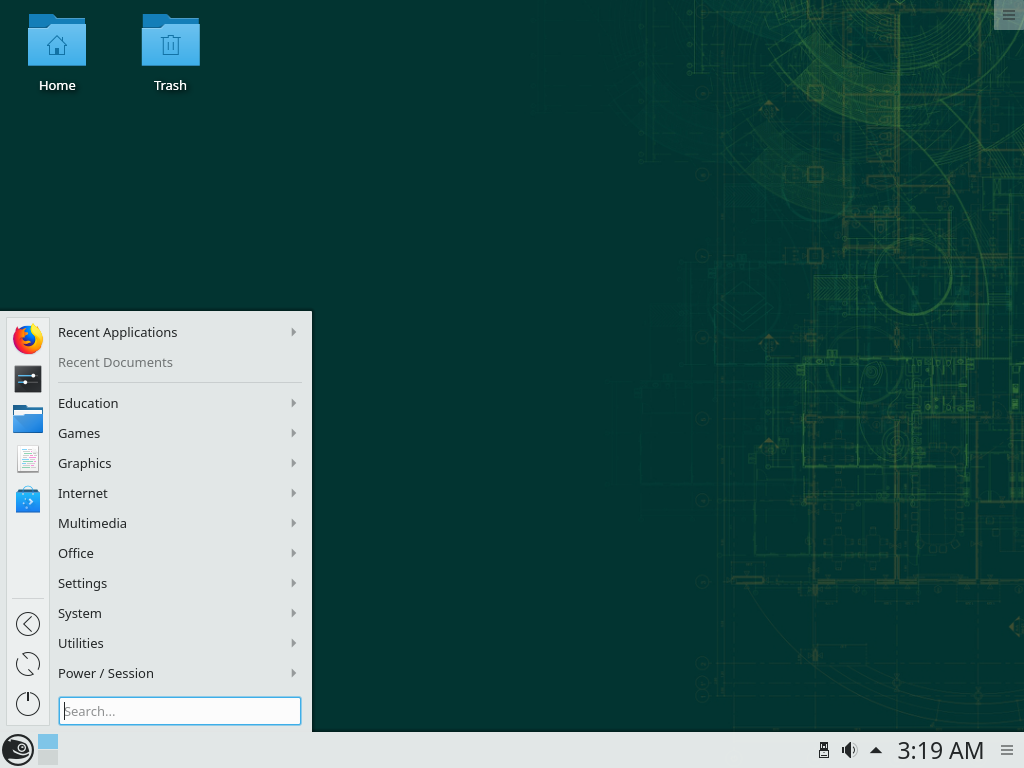 Home
Trash
Recent Applications
Recent Documents
Education
Games
Graphics
Internet
Multimedia
Office
Settings
System
Utilities
Power / Session
Search...
3:19 AM